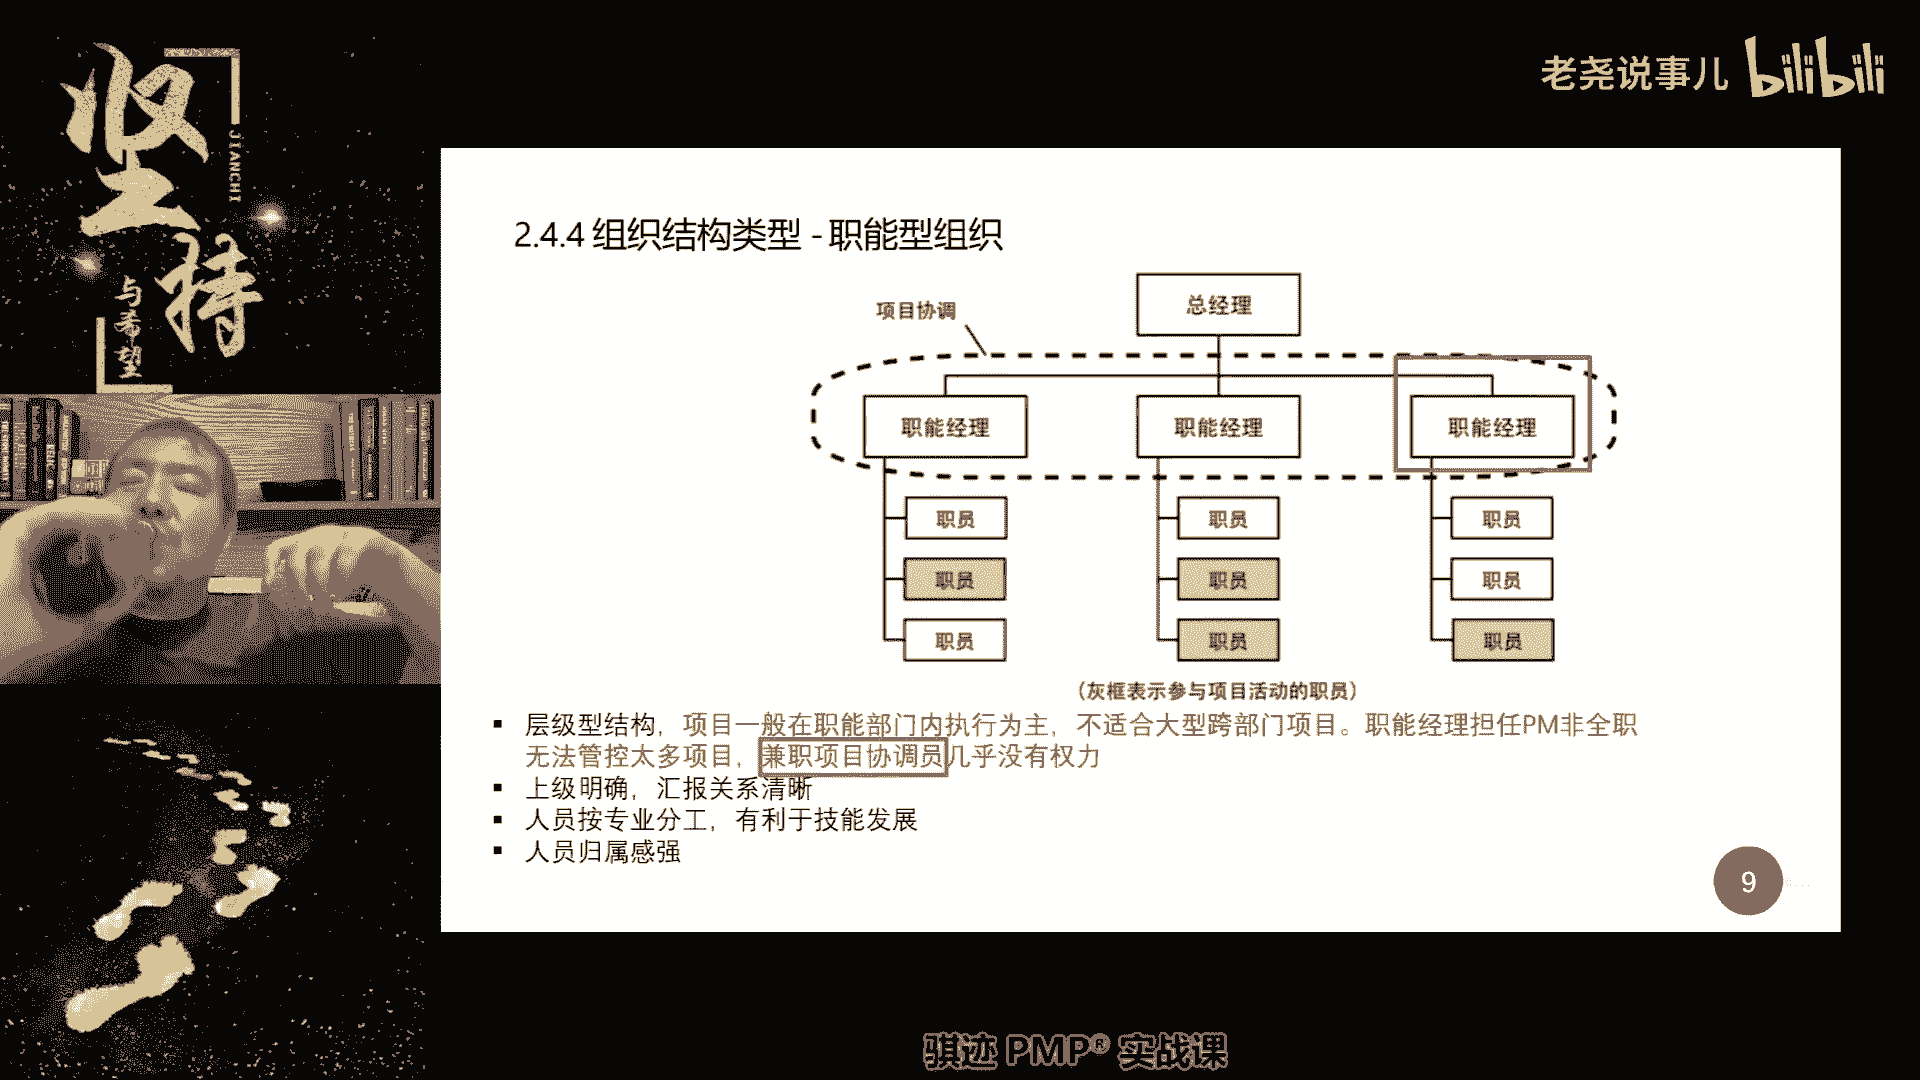 坚持
JIANCHI
与希望
老尧说事儿 bilibili
2.4.4 组织结构类型 - 职能型组织
总经理
项目协调
职能经理 职能经理 职能经理
职员 职员 职员
职员 职员 职员
职员 职员 职员
（灰框表示参与项目活动的职员）
▪ 层级型结构，项目一般在职能部门内执行为主，不适合大型跨部门项目。职能经理担任PM非全职
无法管控太多项目，兼职项目协调员几乎没有权力
▪ 上级明确，汇报关系清晰
▪ 人员按专业分工，有利于技能发展
▪ 人员归属感强
9
骐迹 PMP® 实战课